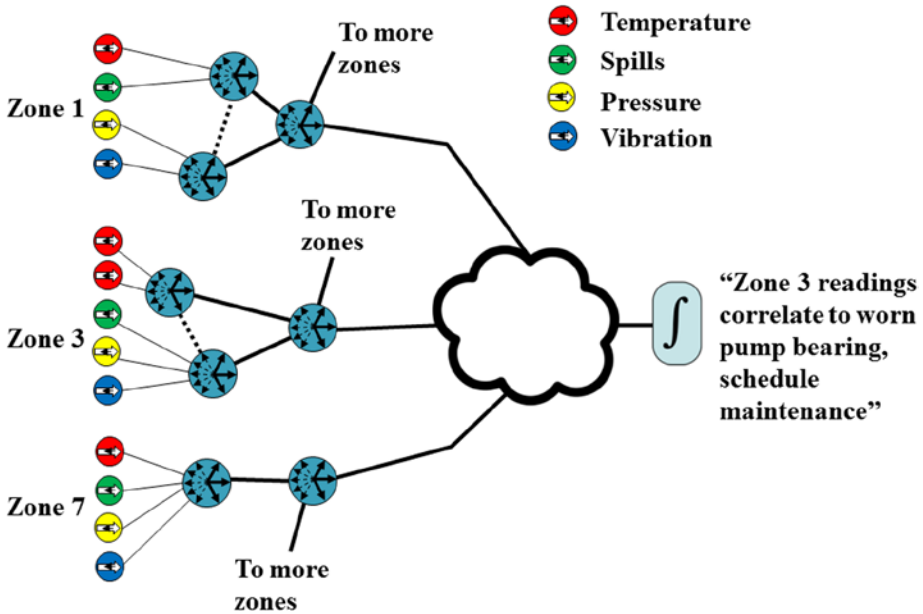 To more
zones
Temperature
Spills
Pressure
Vibration
Zone 1
To more
zones
Zone 3
∫
“Zone 3 readings
correlate to worn
pump bearing,
schedule
maintenance”
Zone 7
To more
zones